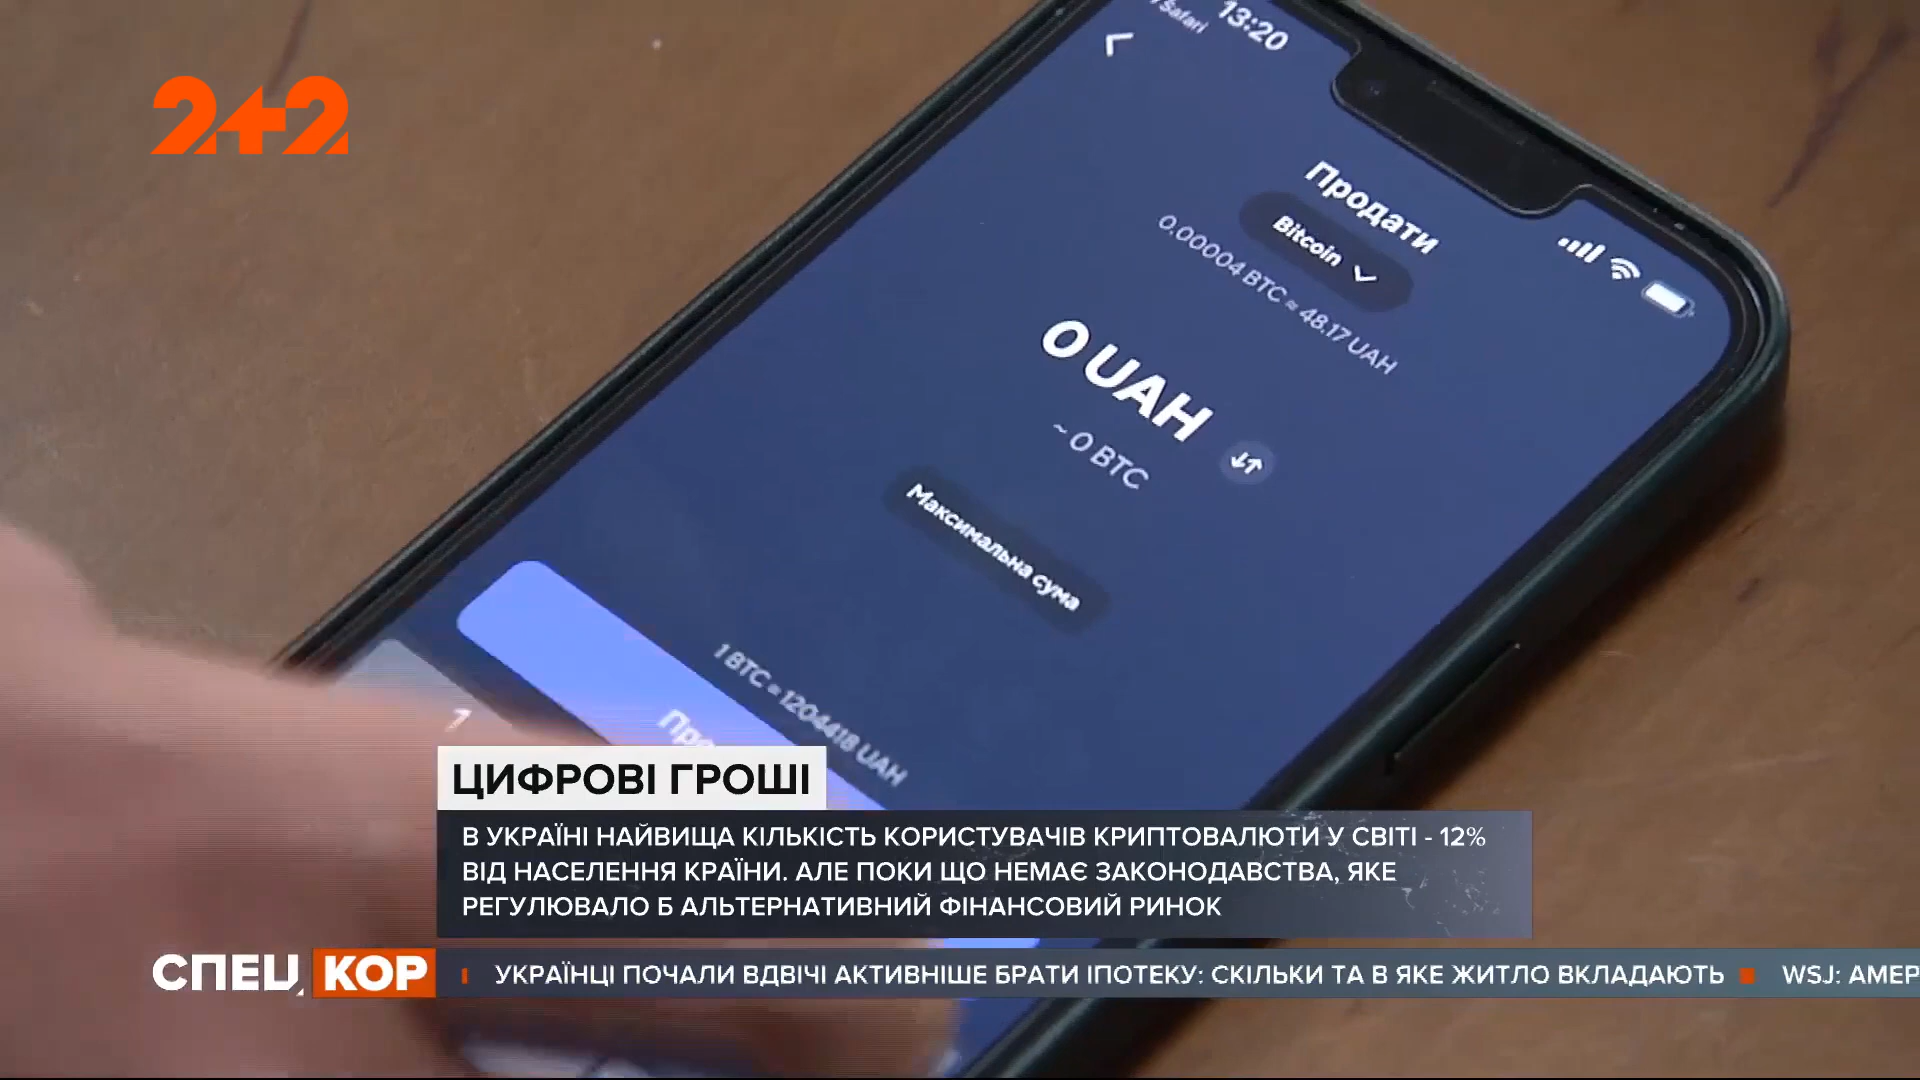 2+2
Safari
13:20
Продати
Bitcoin
0.00004 BTC ≈ 48.17 UAH
0 UAH
~ 0 BTC
Максимальна сума
1 BTC ≈ 1204418 UAH
1
ЦИФРОВІ ГРОШІ
В УКРАЇНІ НАЙВИЩА КІЛЬКІСТЬ КОРИСТУВАЧІВ КРИПТОВАЛЮТИ У СВІТІ - 12%
ВІД НАСЕЛЕННЯ КРАЇНИ. АЛЕ ПОКИ ЩО НЕМАЄ ЗАКОНОДАВСТВА, ЯКЕ
РЕГУЛЮВАЛО Б АЛЬТЕРНАТИВНИЙ ФІНАНСОВИЙ РИНОК
СПЕЦ КОР
УКРАЇНЦІ ПОЧАЛИ ВДВІЧІ АКТИВНІШЕ БРАТИ ІПОТЕКУ: СКІЛЬКИ ТА В ЯКЕ ЖИТЛО ВКЛАДАЮТЬ ■ WSJ: АМЕР